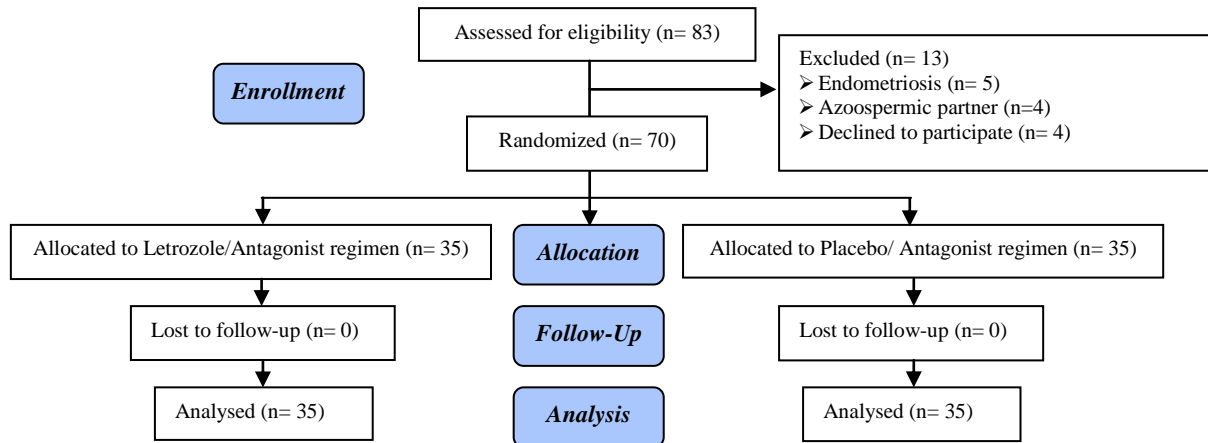 Assessed for eligibility (n= 83)
Excluded (n= 13)
➢ Endometriosis (n= 5)
➢ Azoospermic partner (n=4)
➢ Declined to participate (n= 4)
Enrollment
Randomized (n= 70)
Allocated to Letrozole/Antagonist regimen (n= 35)
Allocation
Allocated to Placebo/ Antagonist regimen (n= 35)
Lost to follow-up (n= 0)
Follow-Up
Lost to follow-up (n= 0)
Analysed (n= 35)
Analysis
Analysed (n= 35)